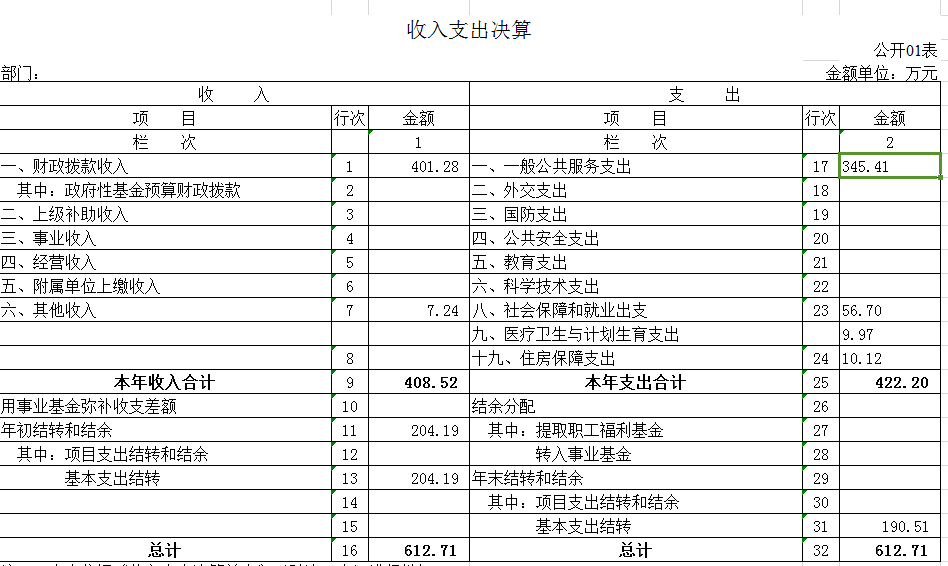 收入支出决算
公开01表
部门： 金额单位：万元
收 入 支 出
项 目 行次 金额 项 目 行次 金额
栏 次 1 栏 次 2
一、财政拨款收入 1 401.28 一、一般公共服务支出 17 345.41
其中：政府性基金预算财政拨款 2 二、外交支出 18
二、上级补助收入 3 三、国防支出 19
三、事业收入 4 四、公共安全支出 20
四、经营收入 5 五、教育支出 21
五、附属单位上缴收入 6 六、科学技术支出 22
六、其他收入 7 7.24 八、社会保障和就业出支 23 56.70
九、医疗卫生与计划生育支出 9.97
8 十九、住房保障支出 24 10.12
本年收入合计 9 408.52 本年支出合计 25 422.20
用事业基金弥补收支差额 10 结余分配 26
年初结转和结余 11 204.19 其中：提取职工福利基金 27
其中：项目支出结转和结余 12 转入事业基金 28
基本支出结转 13 204.19 年末结转和结余 29
14 其中：项目支出结转和结余 30
15 基本支出结转 31 190.51
总计 16 612.71 总计 32 612.71